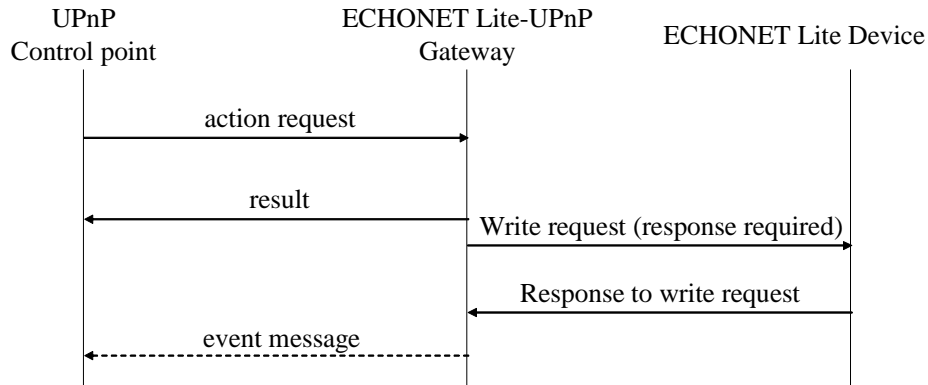 UPnP
Control point
ECHONET Lite-UPnP
Gateway
ECHONET Lite Device
action request
result
Write request (response required)
Response to write request
event message